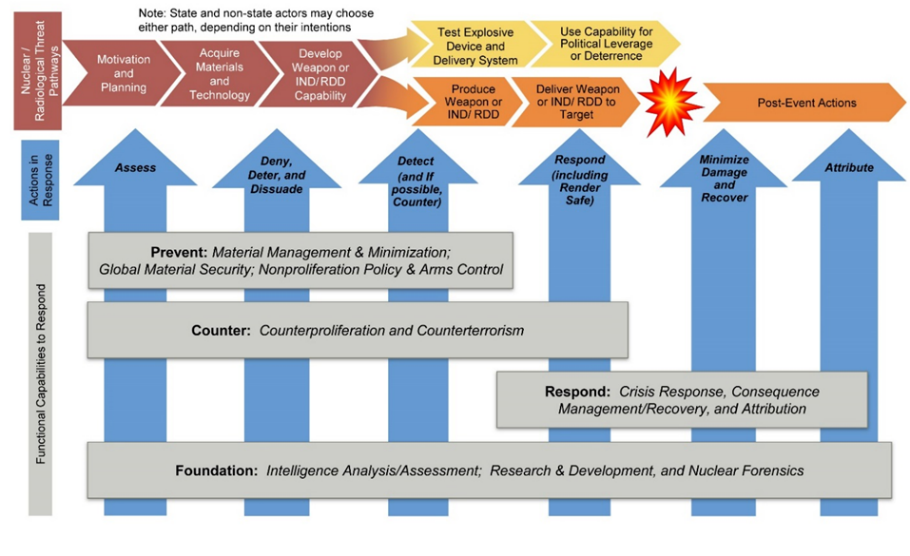 Note: State and non-state actors may choose
either path, depending on their intentions
Nuclear /
Radiological Threat
Pathways
Motivation
and
Planning
Acquire
Materials
and
Technology
Develop
Weapon or
IND/RDD
Capability
Test Explosive
Device and
Delivery System
Use Capability for
Political Leverage
or Deterrence
Produce
Weapon or
IND/ RDD
Deliver Weapon
or IND/ RDD to
Target
Post-Event Actions
Actions in
Response
Assess
Deny,
Deter, and
Dissuade
Detect
(and If
possible,
Counter)
Respond
(including
Render
Safe)
Minimize
Damage
and
Recover
Attribute
Functional Capabilities to Respond
Prevent: Material Management & Minimization;
Global Material Security; Nonproliferation Policy & Arms Control
Counter: Counterproliferation and Counterterrorism
Respond: Crisis Response, Consequence
Management/Recovery, and Attribution
Foundation: Intelligence Analysis/Assessment; Research & Development, and Nuclear Forensics